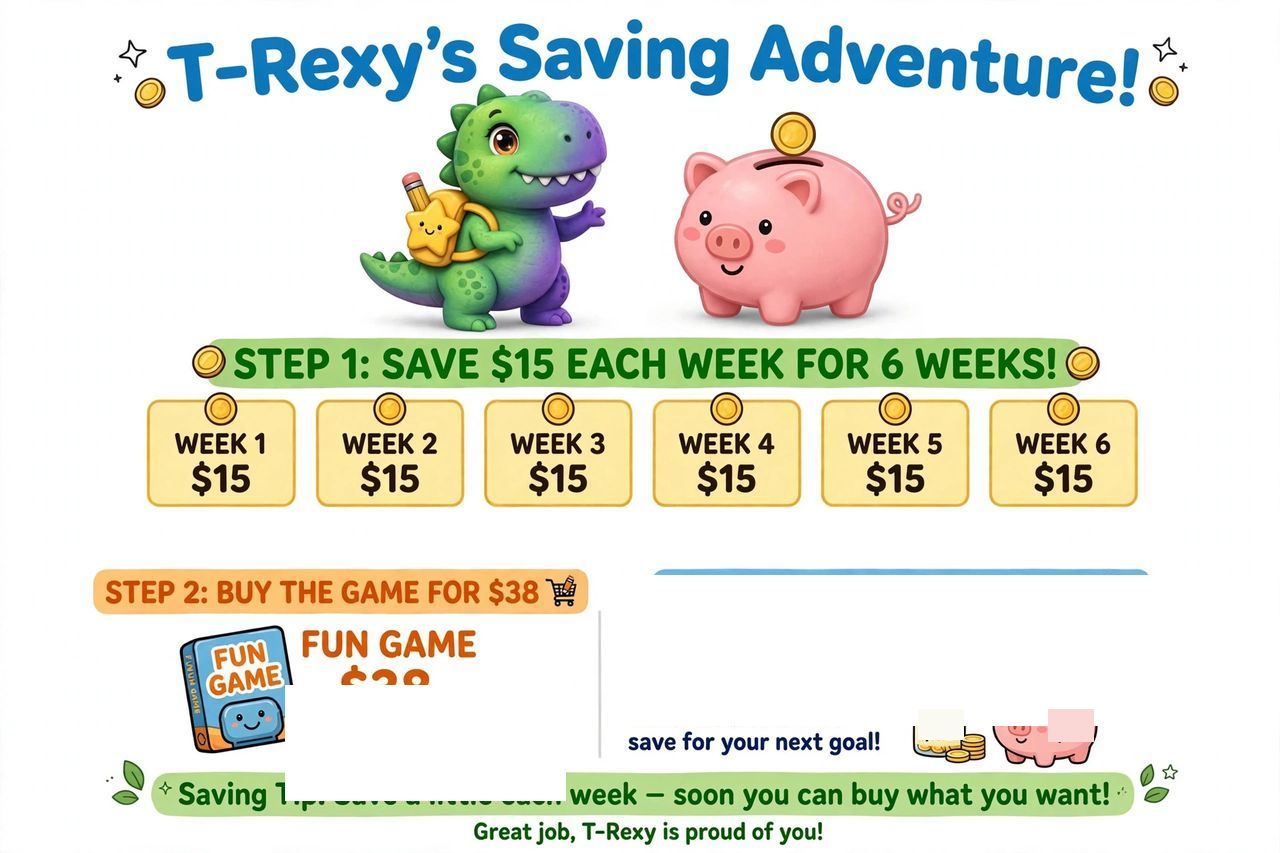 T-Rexy's Saving Adventure!
STEP 1: SAVE $15 EACH WEEK FOR 6 WEEKS!
WEEK 1
$15
WEEK 2
$15
WEEK 3
$15
WEEK 4
$15
WEEK 5
$15
WEEK 6
$15
STEP 2: BUY THE GAME FOR $38
FUN
GAME
FUN GAME
save for your next goal!
Saving week – soon you can buy what you want!
Great job, T-Rexy is proud of you!